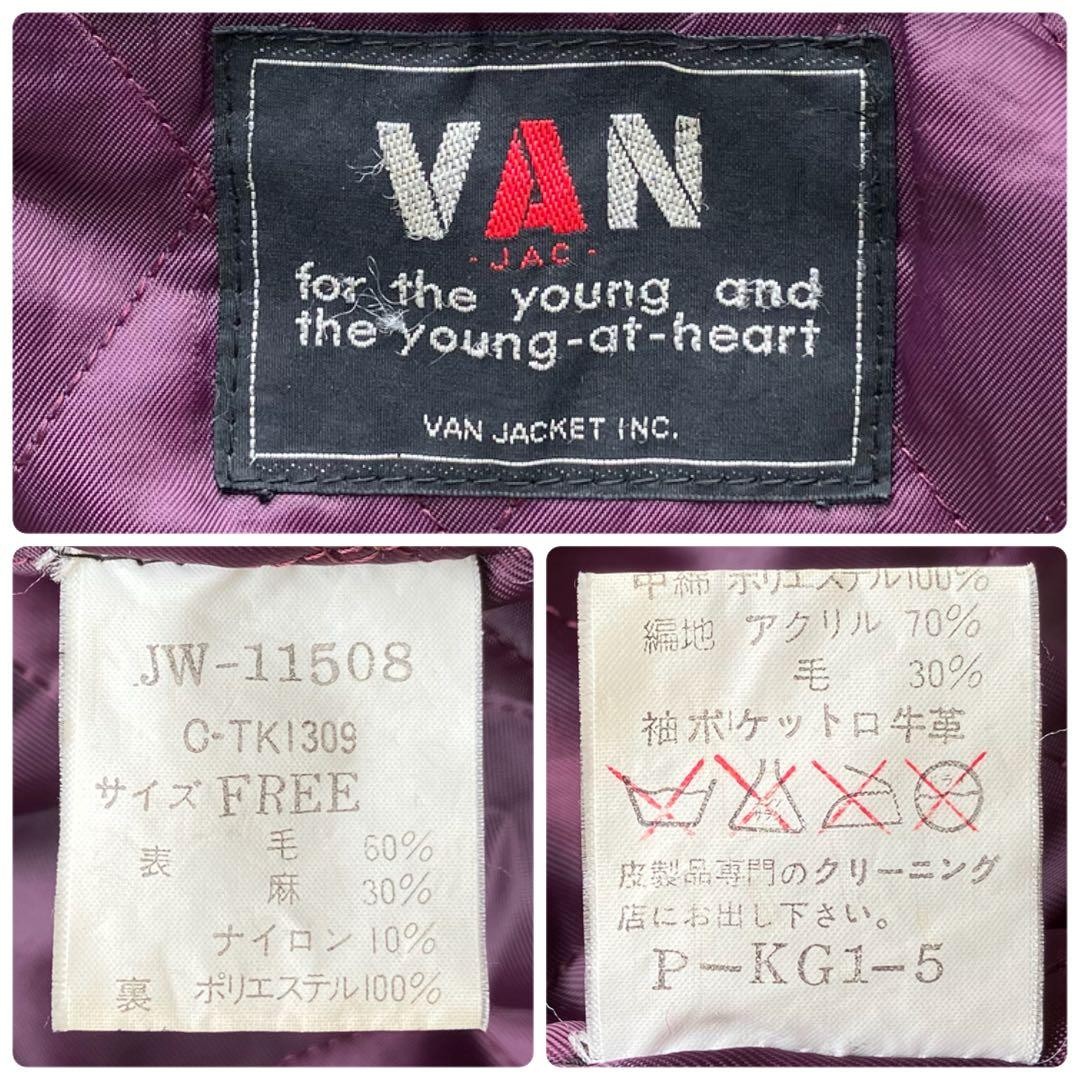 VAN
- JAC -
for the young and
the young-at-heart
VAN JACKET INC.
JW-11508
C-TK1309
サイズ FREE
表 毛 60%
麻 30%
ナイロン 10%
裏 ポリエステル100%
中綿 ポリエステル100%
編地 アクリル 70%
毛 30%
袖ポケット口牛革
皮製品専門のクリーニング
店にお出し下さい。
P-KG1-5